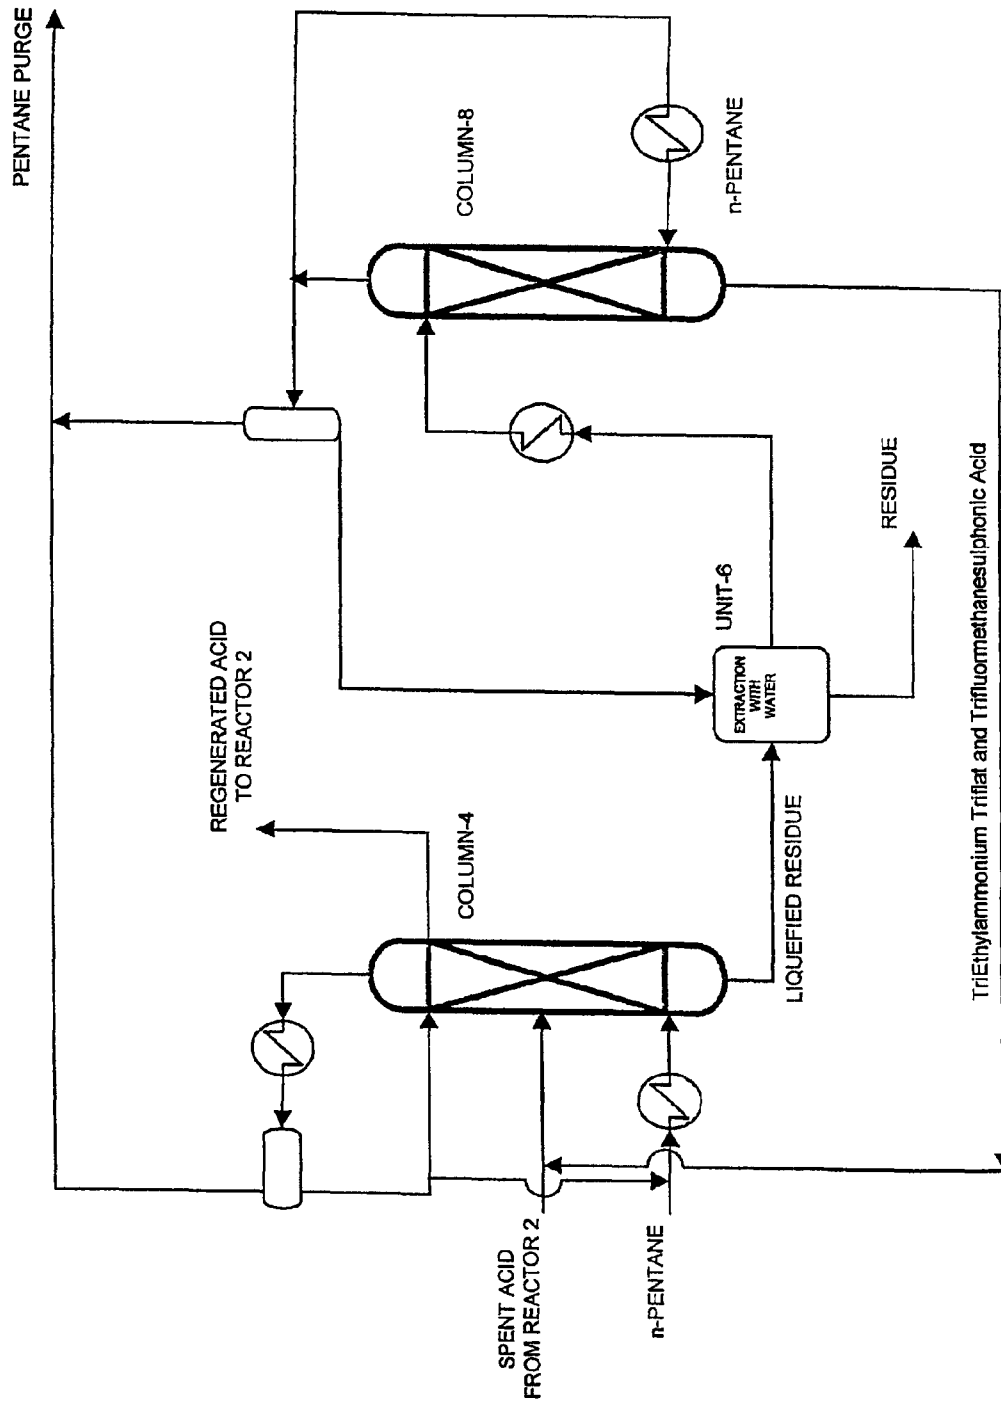 PENTANE PURGE
REGENERATED ACID
TO REACTOR 2
COLUMN-4
COLUMN-8
n-PENTANE
UNIT-6
EXTRACTION
WITH
WATER
RESIDUE
LIQUEFIED RESIDUE
SPENT ACID
FROM REACTOR 2
n-PENTANE
TriEthylammonium Triflat and Trifluormethanesulphonic Acid